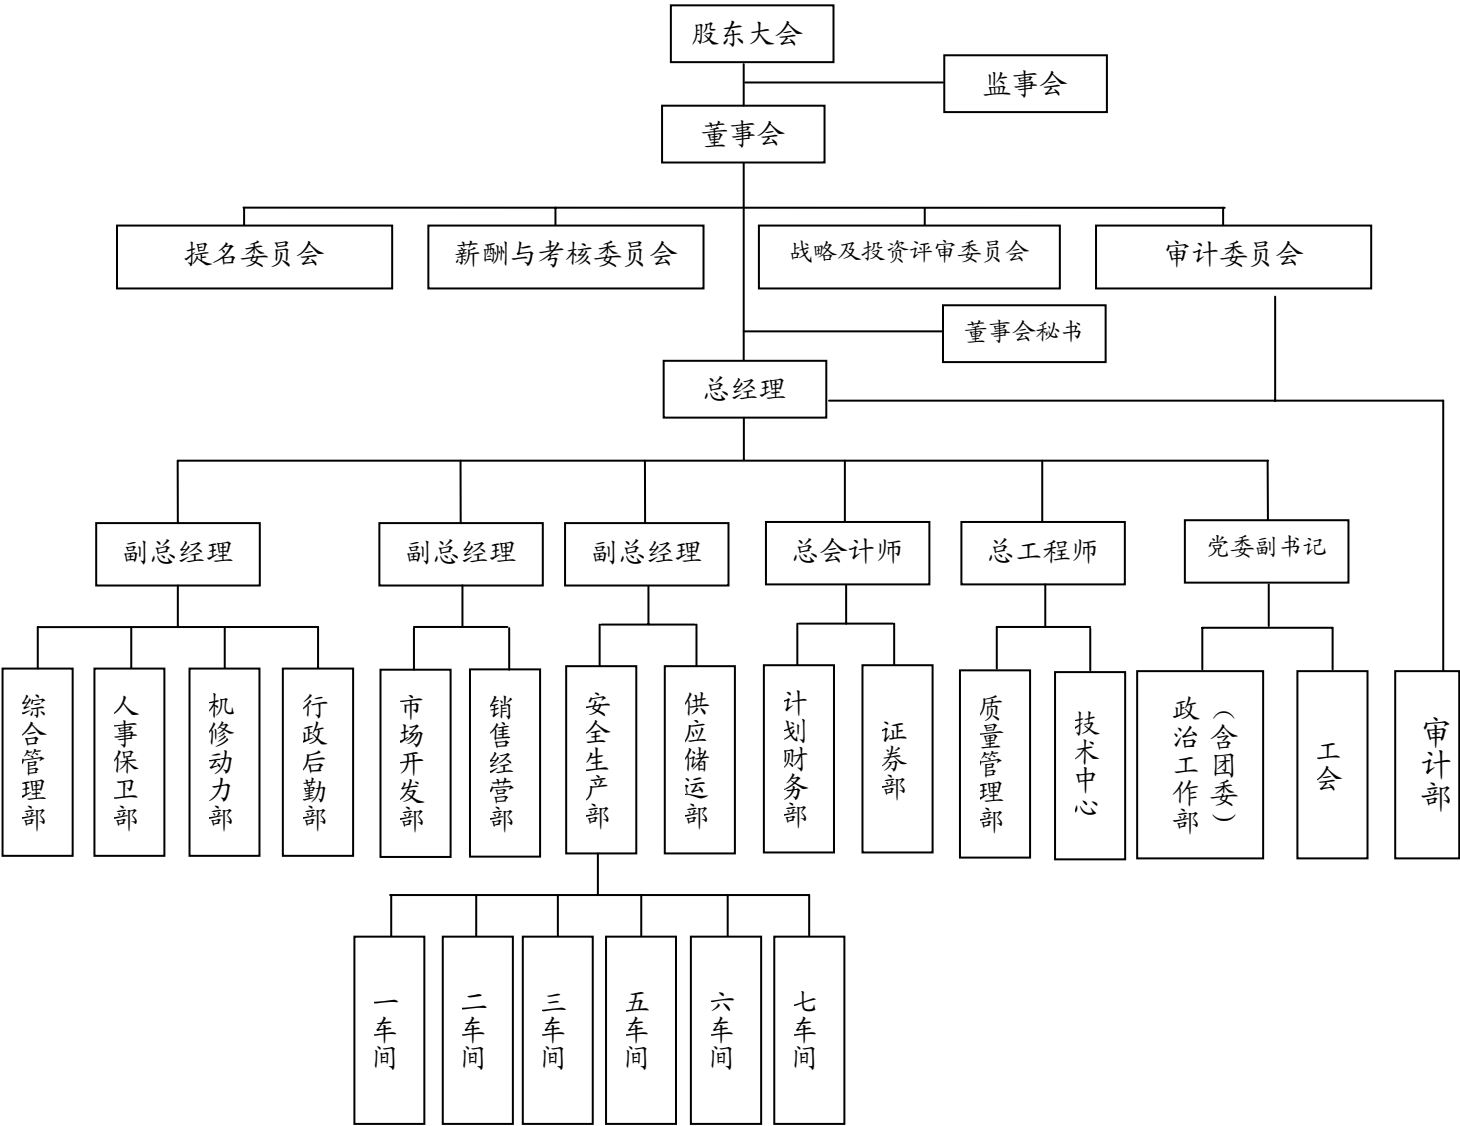 股东大会
监事会
董事会
提名委员会
薪酬与考核委员会
战略及投资评审委员会
审计委员会
董事会秘书
总经理
副总经理
副总经理
副总经理
总会计师
总工程师
党委副书记
综合管理部
人事保卫部
机修动力部
行政后勤部
市场开发部
销售经营部
安全生产部
供应储运部
计划财务部
证券部
质量管理部
技术中心
政治工作部
（含团委）
工会
审计部
一车间
二车间
三车间
五车间
六车间
七车间